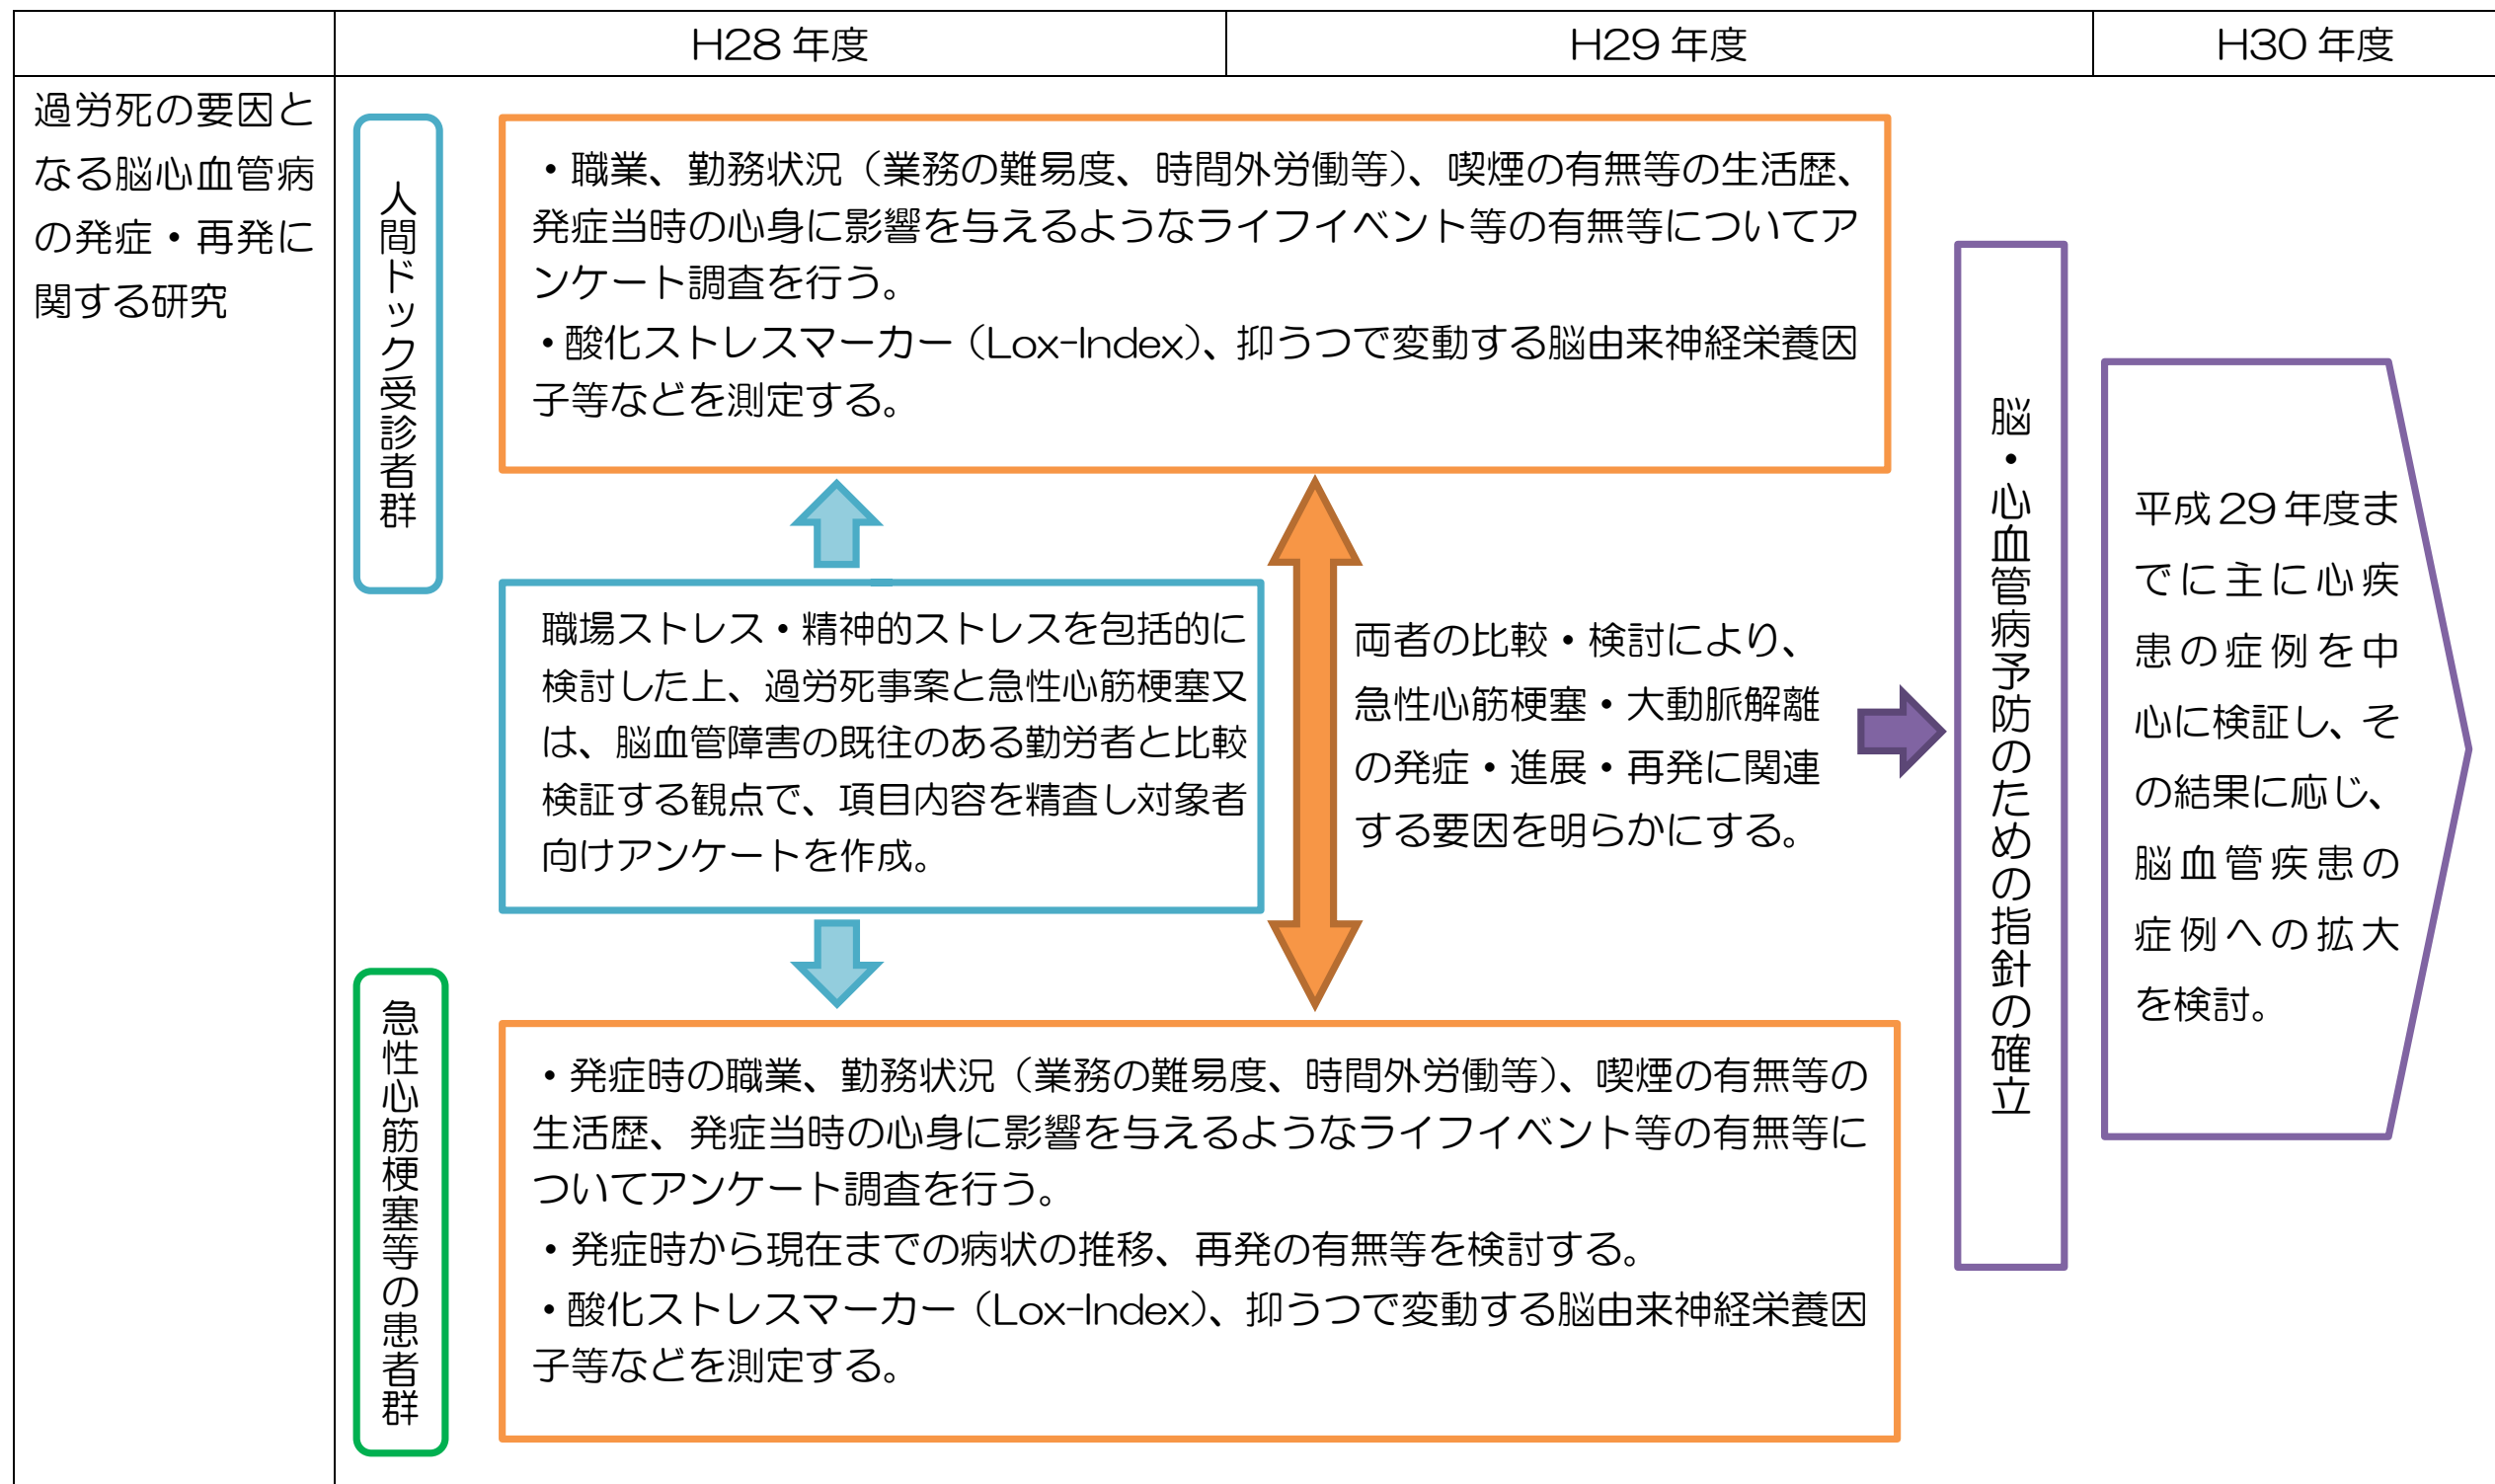 H28 年度
H29 年度
H30 年度
過労死の要因と
なる脳心血管病
の発症・再発に
関する研究
人間ドック受診者群
・職業、勤務状況（業務の難易度、時間外労働等）、喫煙の有無等の生活歴、
発症当時の心身に影響を与えるようなライフイベント等の有無等についてア
ンケート調査を行う。
・酸化ストレスマーカー（Lox-Index）、抑うつで変動する脳由来神経栄養因
子等などを測定する。
職場ストレス・精神的ストレスを包括的に
検討した上、過労死事案と急性心筋梗塞又
は、脳血管障害の既往のある勤労者と比較
検証する観点で、項目内容を精査し対象者
向けアンケートを作成。
両者の比較・検討により、
急性心筋梗塞・大動脈解離
の発症・進展・再発に関連
する要因を明らかにする。
急性心筋梗塞等の患者群
・発症時の職業、勤務状況（業務の難易度、時間外労働等）、喫煙の有無等の
生活歴、発症当時の心身に影響を与えるようなライフイベント等の有無等に
ついてアンケート調査を行う。
・発症時から現在までの病状の推移、再発の有無等を検討する。
・酸化ストレスマーカー（Lox-Index）、抑うつで変動する脳由来神経栄養因
子等などを測定する。
脳・心血管病予防のための指針の確立
平成 29 年度ま
でに主に心疾
患の症例を中
心に検証し、そ
の結果に応じ、
脳血管疾患の
症例への拡大
を検討。